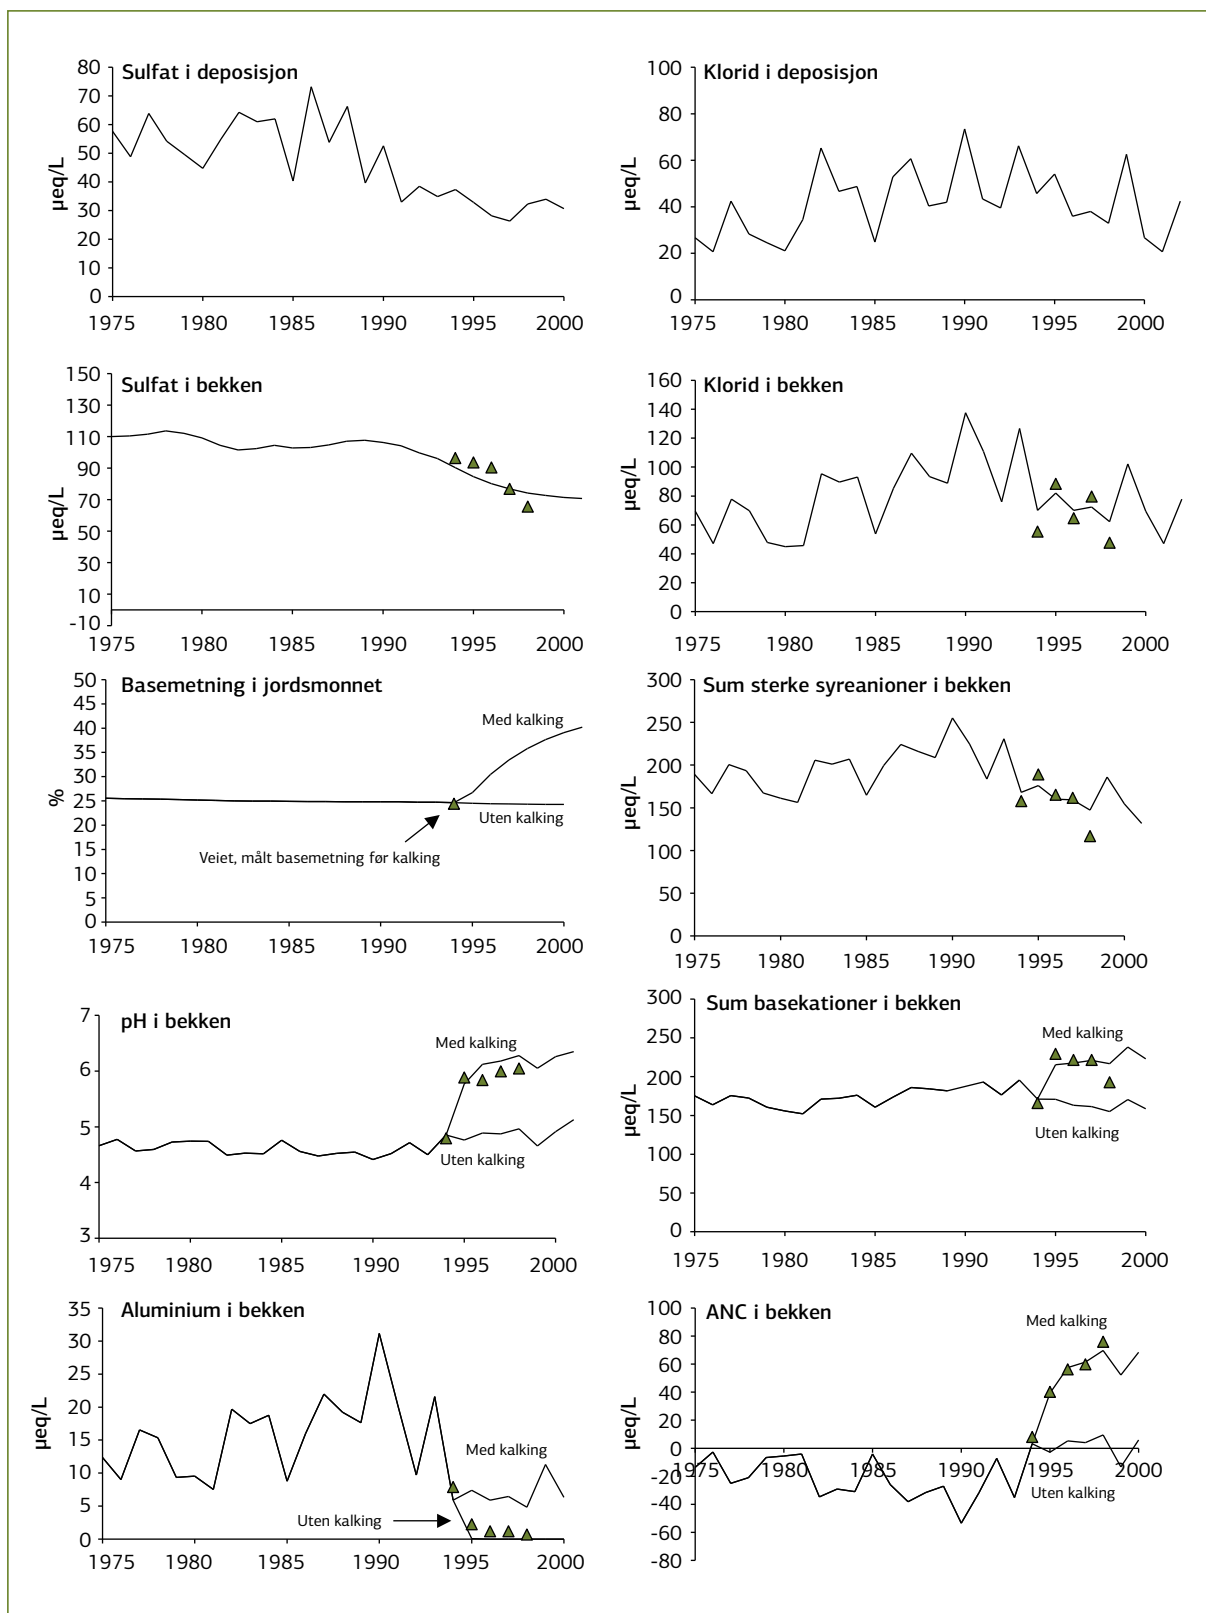 Sulfat i deposisjon
µeq/L
80
70
60
50
40
30
20
10
0
1975 1980 1985 1990 1995 2000
Klorid i deposisjon
µeq/L
100
80
60
40
20
0
1975 1980 1985 1990 1995 2000
Sulfat i bekken
µeq/L
150
130
110
90
70
50
30
10
-10
1975 1980 1985 1990 1995 2000
Klorid i bekken
µeq/L
160
140
120
100
80
60
40
20
0
1975 1980 1985 1990 1995 2000
Basemetning i jordsmonnet
%
50
45
40
35
30
25
20
15
10
5
0
Med kalking
Uten kalking
Veiet, målt basemetning før kalking
1975 1980 1985 1990 1995 2000
Sum sterke syreanioner i bekken
µeq/L
300
250
200
150
100
50
0
1975 1980 1985 1990 1995 2000
pH i bekken
7
6
5
4
3
Med kalking
Uten kalking
1975 1980 1985 1990 1995 2000
Sum basekationer i bekken
µeq/L
300
250
200
150
100
50
0
Med kalking
Uten kalking
1975 1980 1985 1990 1995 2000
Aluminium i bekken
µeq/L
35
30
25
20
15
10
5
0
Med kalking
Uten kalking
1975 1980 1985 1990 1995 2000
ANC i bekken
µeq/L
100
80
60
40
20
0
-20
-40
-60
-80
Med kalking
1975 1980 1985 1990 1995 2000
Uten kalking